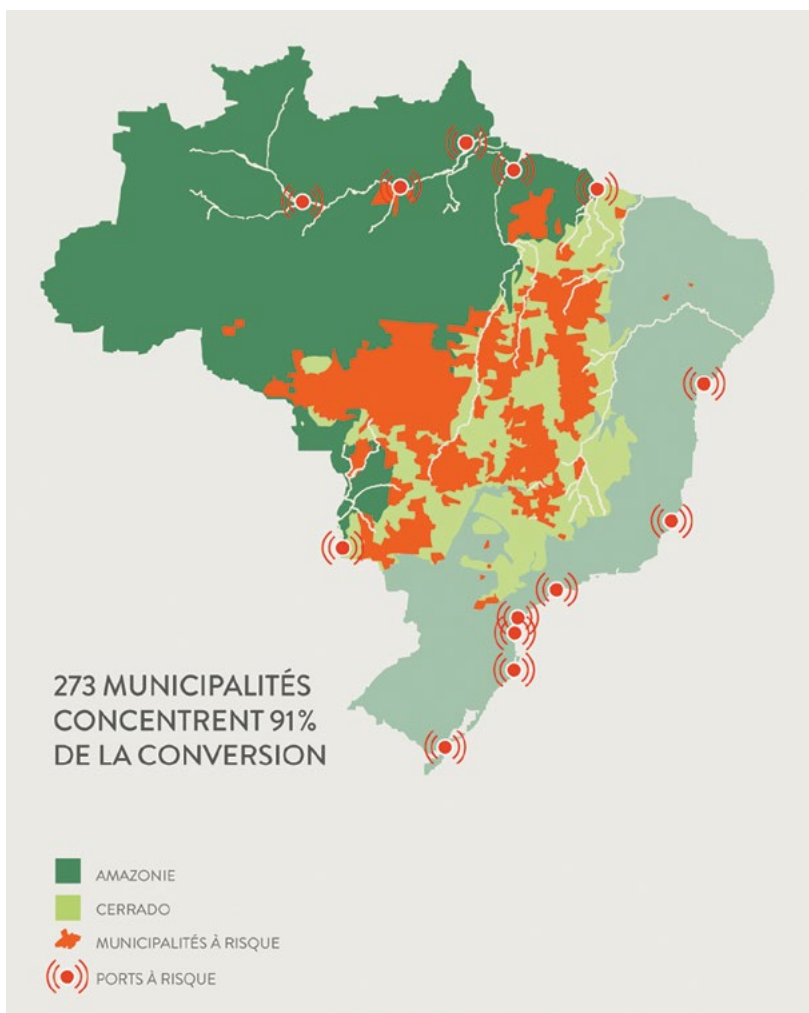 273 MUNICIPALITÉS
CONCENTRENT 91%
DE LA CONVERSION
AMAZONIE
CERRADO
MUNICIPALITÉS À RISQUE
PORTS À RISQUE